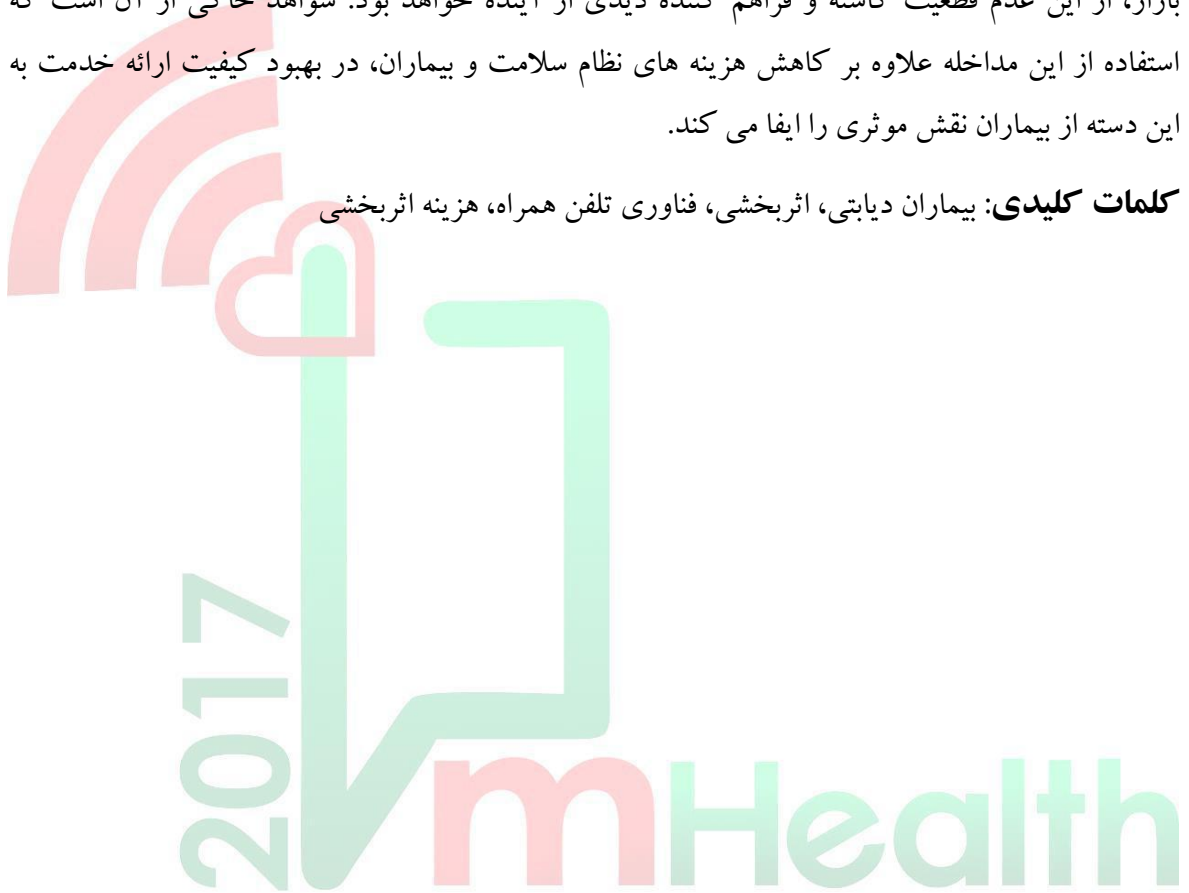 بازار، از این عدم قطعیت کاسته و فراهم کننده دیدی از آینده خواهد بود. شواهد حاکی از آن است که
استفاده از این مداخله علاوه بر کاهش هزینه های نظام سلامت و بیماران، در بهبود کیفیت ارائه خدمت به
این دسته از بیماران نقش موثری را ایفا می کند.
کلمات کلیدی: بیماران دیابتی، اثربخشی، فناوری تلفن همراه، هزینه اثربخشی
2017
mHealth